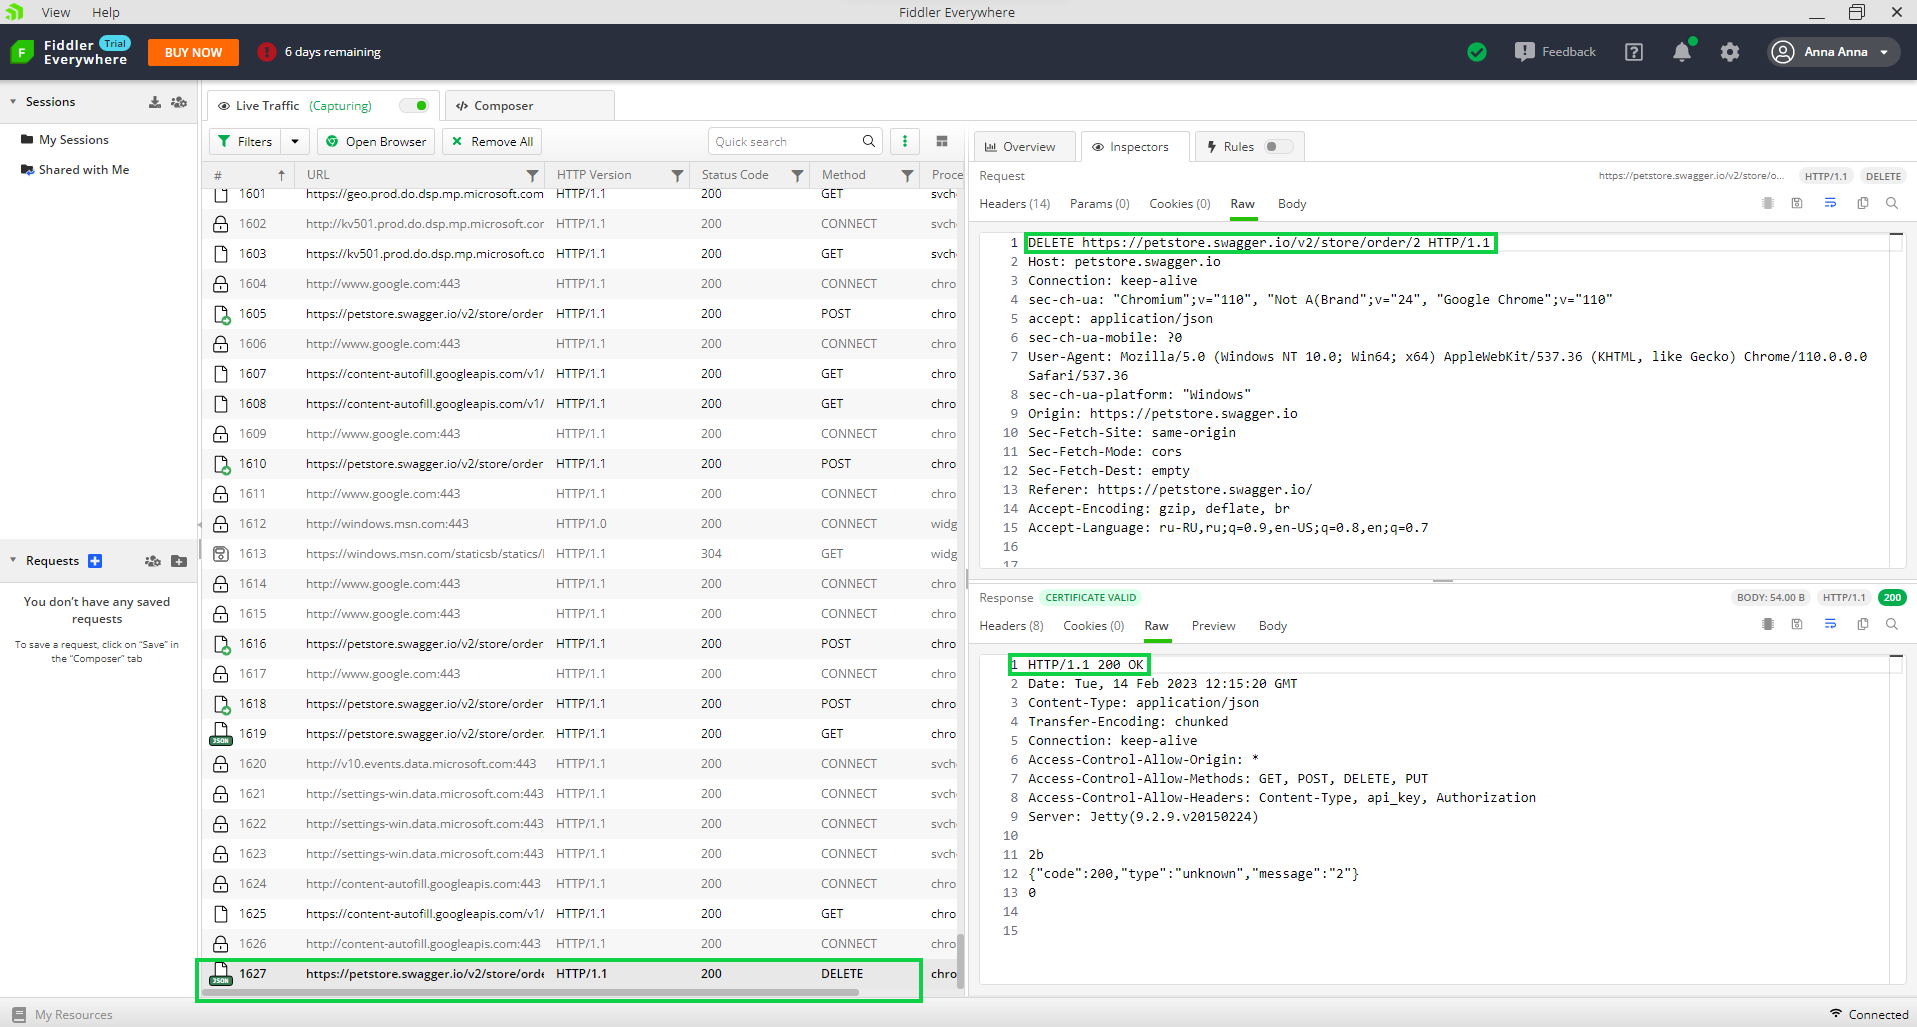 View Help
Fiddler Everywhere
Fiddler Trial
Everywhere
BUY NOW
6 days remaining
Feedback
Anna Anna
Sessions
My Sessions
Shared with Me
Requests
You don't have any saved
requests
To save a request, click on "Save" in
the "Composer" tab
Live Traffic (Capturing)
Composer
Filters
Open Browser
Remove All
Quick search
# URL HTTP Version Status Code Method Proce
1601 https://geo.prod.do.dsp.mp.microsoft.com HTTP/1.1 200 GET svch
1602 http://kv501.prod.do.dsp.mp.microsoft.cor HTTP/1.1 200 CONNECT svch
1603 https://kv501.prod.do.dsp.mp.microsoft.co HTTP/1.1 200 GET svch
1604 http://www.google.com:443 HTTP/1.1 200 CONNECT chro
1605 https://petstore.swagger.io/v2/store/order HTTP/1.1 200 POST chro
1606 http://www.google.com:443 HTTP/1.1 200 CONNECT chro
1607 https://content-autofill.googleapis.com/v1/ HTTP/1.1 200 GET chro
1608 https://content-autofill.googleapis.com/v1/ HTTP/1.1 200 GET chro
1609 http://www.google.com:443 HTTP/1.1 200 CONNECT chro
1610 https://petstore.swagger.io/v2/store/order HTTP/1.1 200 POST chro
1611 http://www.google.com:443 HTTP/1.1 200 CONNECT chro
1612 http://windows.msn.com:443 HTTP/1.0 200 CONNECT widg
1613 https://windows.msn.com/staticsb/statics/l HTTP/1.1 304 GET widg
1614 http://www.google.com:443 HTTP/1.1 200 CONNECT chro
1615 http://www.google.com:443 HTTP/1.1 200 CONNECT chro
1616 https://petstore.swagger.io/v2/store/order HTTP/1.1 200 POST chro
1617 http://www.google.com:443 HTTP/1.1 200 CONNECT chro
1618 https://petstore.swagger.io/v2/store/order HTTP/1.1 200 POST chro
JSON 1619 https://petstore.swagger.io/v2/store/order. HTTP/1.1 200 GET chro
1620 http://v10.events.data.microsoft.com:443 HTTP/1.1 200 CONNECT svch
1621 http://settings-win.data.microsoft.com:443 HTTP/1.1 200 CONNECT svch
1622 http://settings-win.data.microsoft.com:443 HTTP/1.1 200 CONNECT svch
1623 http://settings-win.data.microsoft.com:443 HTTP/1.1 200 CONNECT svch
1624 http://content-autofill.googleapis.com:443 HTTP/1.1 200 CONNECT chro
1625 https://content-autofill.googleapis.com/v1/ HTTP/1.1 200 GET chro
1626 http://content-autofill.googleapis.com:443 HTTP/1.1 200 CONNECT chro
JSON 1627 https://petstore.swagger.io/v2/store/orde HTTP/1.1 200 DELETE chro
Overview
Inspectors
Rules
Request https://petstore.swagger.io/v2/store/o... HTTP/1.1 DELETE
Headers (14) Params (0) Cookies (0) Raw Body
1 DELETE https://petstore.swagger.io/v2/store/order/2 HTTP/1.1
2 Host: petstore.swagger.io
3 Connection: keep-alive
4 sec-ch-ua: "Chromium";v="110", "Not A(Brand";v="24", "Google Chrome";v="110"
5 accept: application/json
6 sec-ch-ua-mobile: ?0
7 User-Agent: Mozilla/5.0 (Windows NT 10.0; Win64; x64) AppleWebKit/537.36 (KHTML, like Gecko) Chrome/110.0.0.0
Safari/537.36
8 sec-ch-ua-platform: "Windows"
9 Origin: https://petstore.swagger.io
10 Sec-Fetch-Site: same-origin
11 Sec-Fetch-Mode: cors
12 Sec-Fetch-Dest: empty
13 Referer: https://petstore.swagger.io/
14 Accept-Encoding: gzip, deflate, br
15 Accept-Language: ru-RU,ru;q=0.9,en-US;q=0.8,en;q=0.7
16
17
Response CERTIFICATE VALID BODY: 54.00 B HTTP/1.1 200
Headers (8) Cookies (0) Raw Preview Body
1 HTTP/1.1 200 OK
2 Date: Tue, 14 Feb 2023 12:15:20 GMT
3 Content-Type: application/json
4 Transfer-Encoding: chunked
5 Connection: keep-alive
6 Access-Control-Allow-Origin: *
7 Access-Control-Allow-Methods: GET, POST, DELETE, PUT
8 Access-Control-Allow-Headers: Content-Type, api_key, Authorization
9 Server: Jetty(9.2.9.v20150224)
10
11 2b
12 {"code":200,"type":"unknown","message":"2"}
13 0
14
15
My Resources
Connected